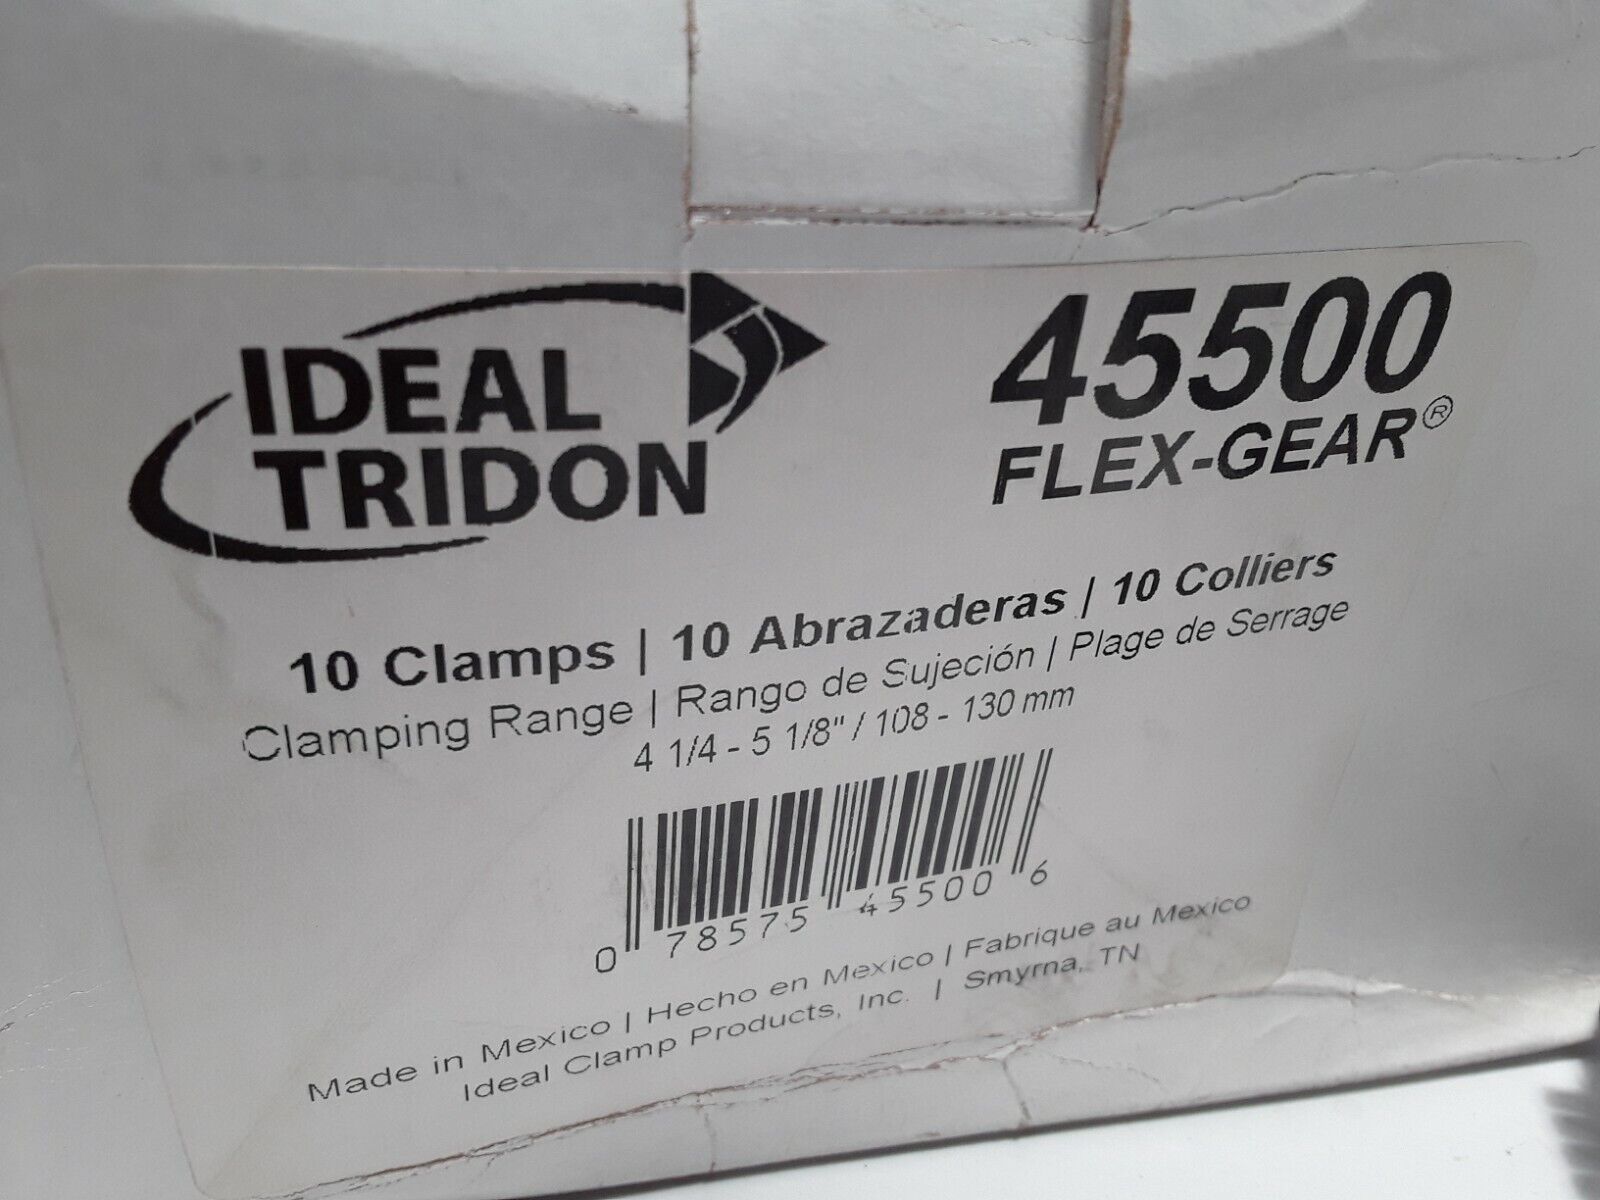 IDEAL
TRIDON
45500
FLEX-GEAR®
10 Clamps | 10 Abrazaderas | 10 Colliers
Clamping Range | Rango de Sujeción | Plage de Serrage
4 1/4 - 5 1/8" / 108 - 130 mm
0 78575 45500 6
Made in Mexico | Hecho en Mexico | Fabrique au Mexico
Ideal Clamp Products, Inc. | Smyrna, TN